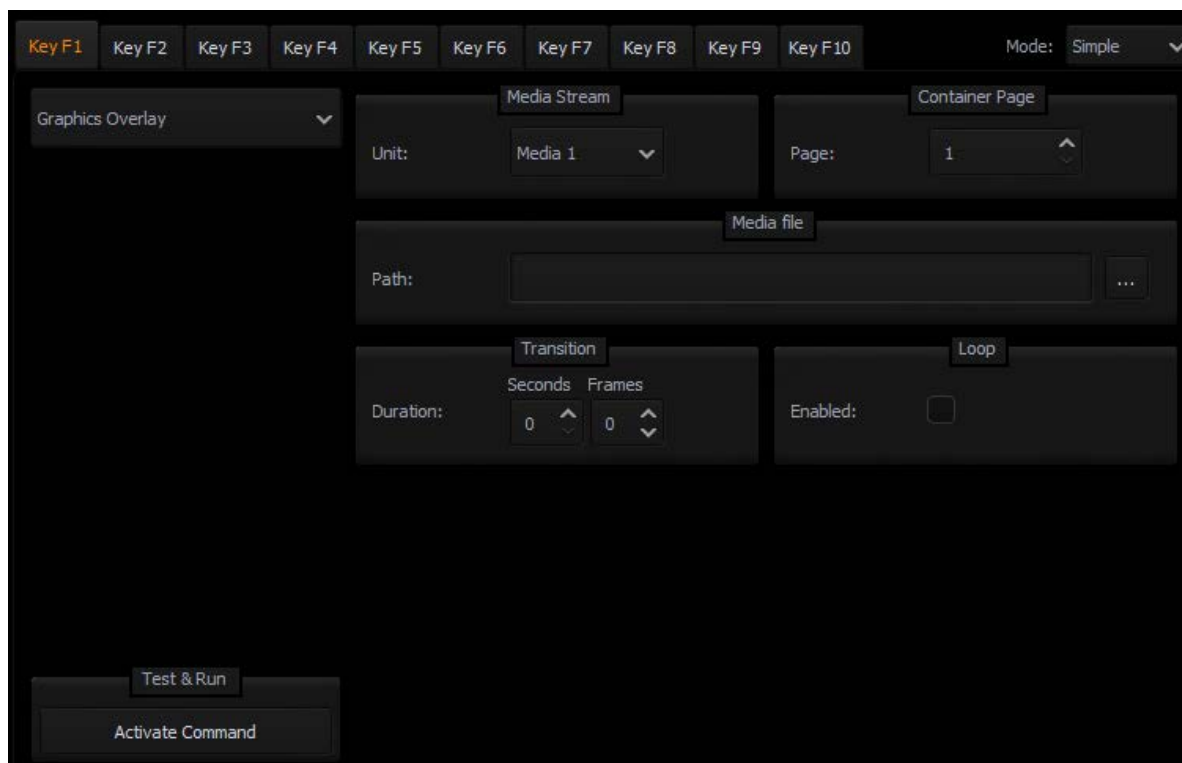 Key F1 Key F2 Key F3 Key F4 Key F5 Key F6 Key F7 Key F8 Key F9 Key F10 Mode: Simple
Graphics Overlay
Media Stream
Unit: Media 1
Container Page
Page: 1
Media file
Path: ...
Transition
Seconds Frames
Duration: 0 0
Loop
Enabled:
Test & Run
Activate Command